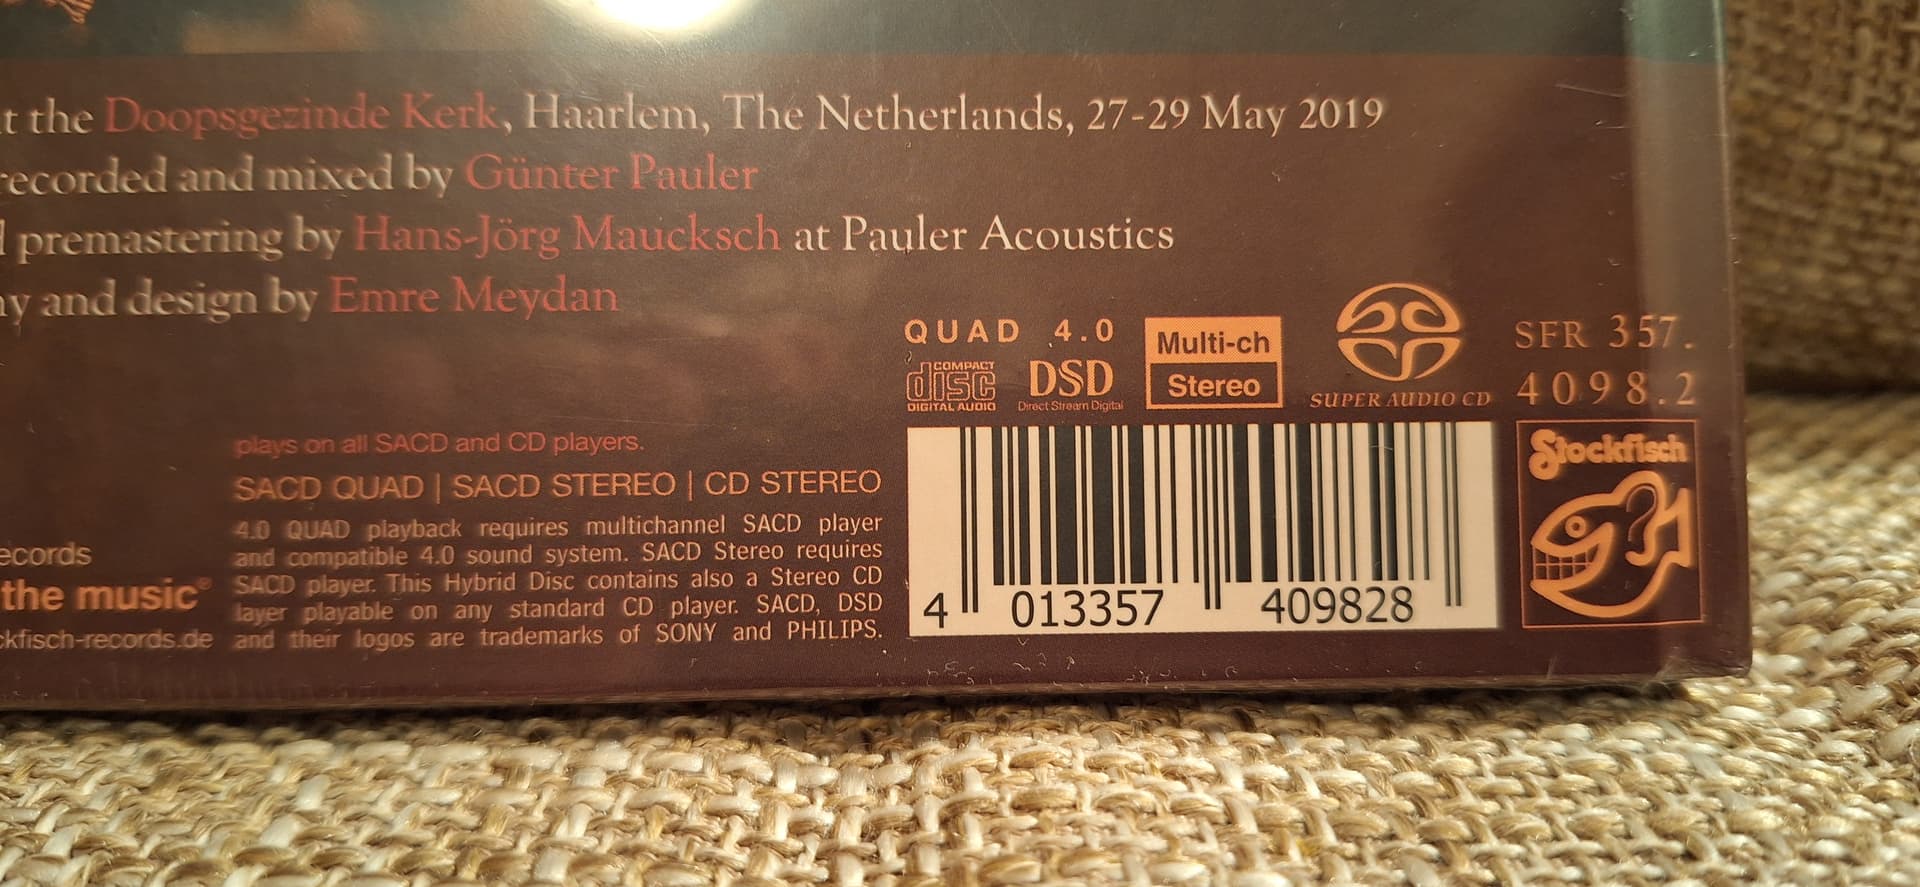 t the Doopsgezinde Kerk, Haarlem, The Netherlands, 27-29 May 2019
recorded and mixed by Günter Pauler
premastering by Hans-Jörg Maucksch at Pauler Acoustics
y and design by Emre Meydan
QUAD 4.0
COMPACT
disc
DIGITAL AUDIO
DSD
Direct Stream Digital
Multi-ch
Stereo
SUPER AUDIO CD
SFR 357.
4098.2
plays on all SACD and CD players.
SACD QUAD | SACD STEREO | CD STEREO
4.0 QUAD playback requires multichannel SACD player
and compatible 4.0 sound system. SACD Stereo requires
SACD player. This Hybrid Disc contains also a Stereo CD
layer playable on any standard CD player. SACD, DSD
and their logos are trademarks of SONY and PHILIPS.
ecords
the music®
ckfisch-records.de
4 013357 409828
Stockfisch